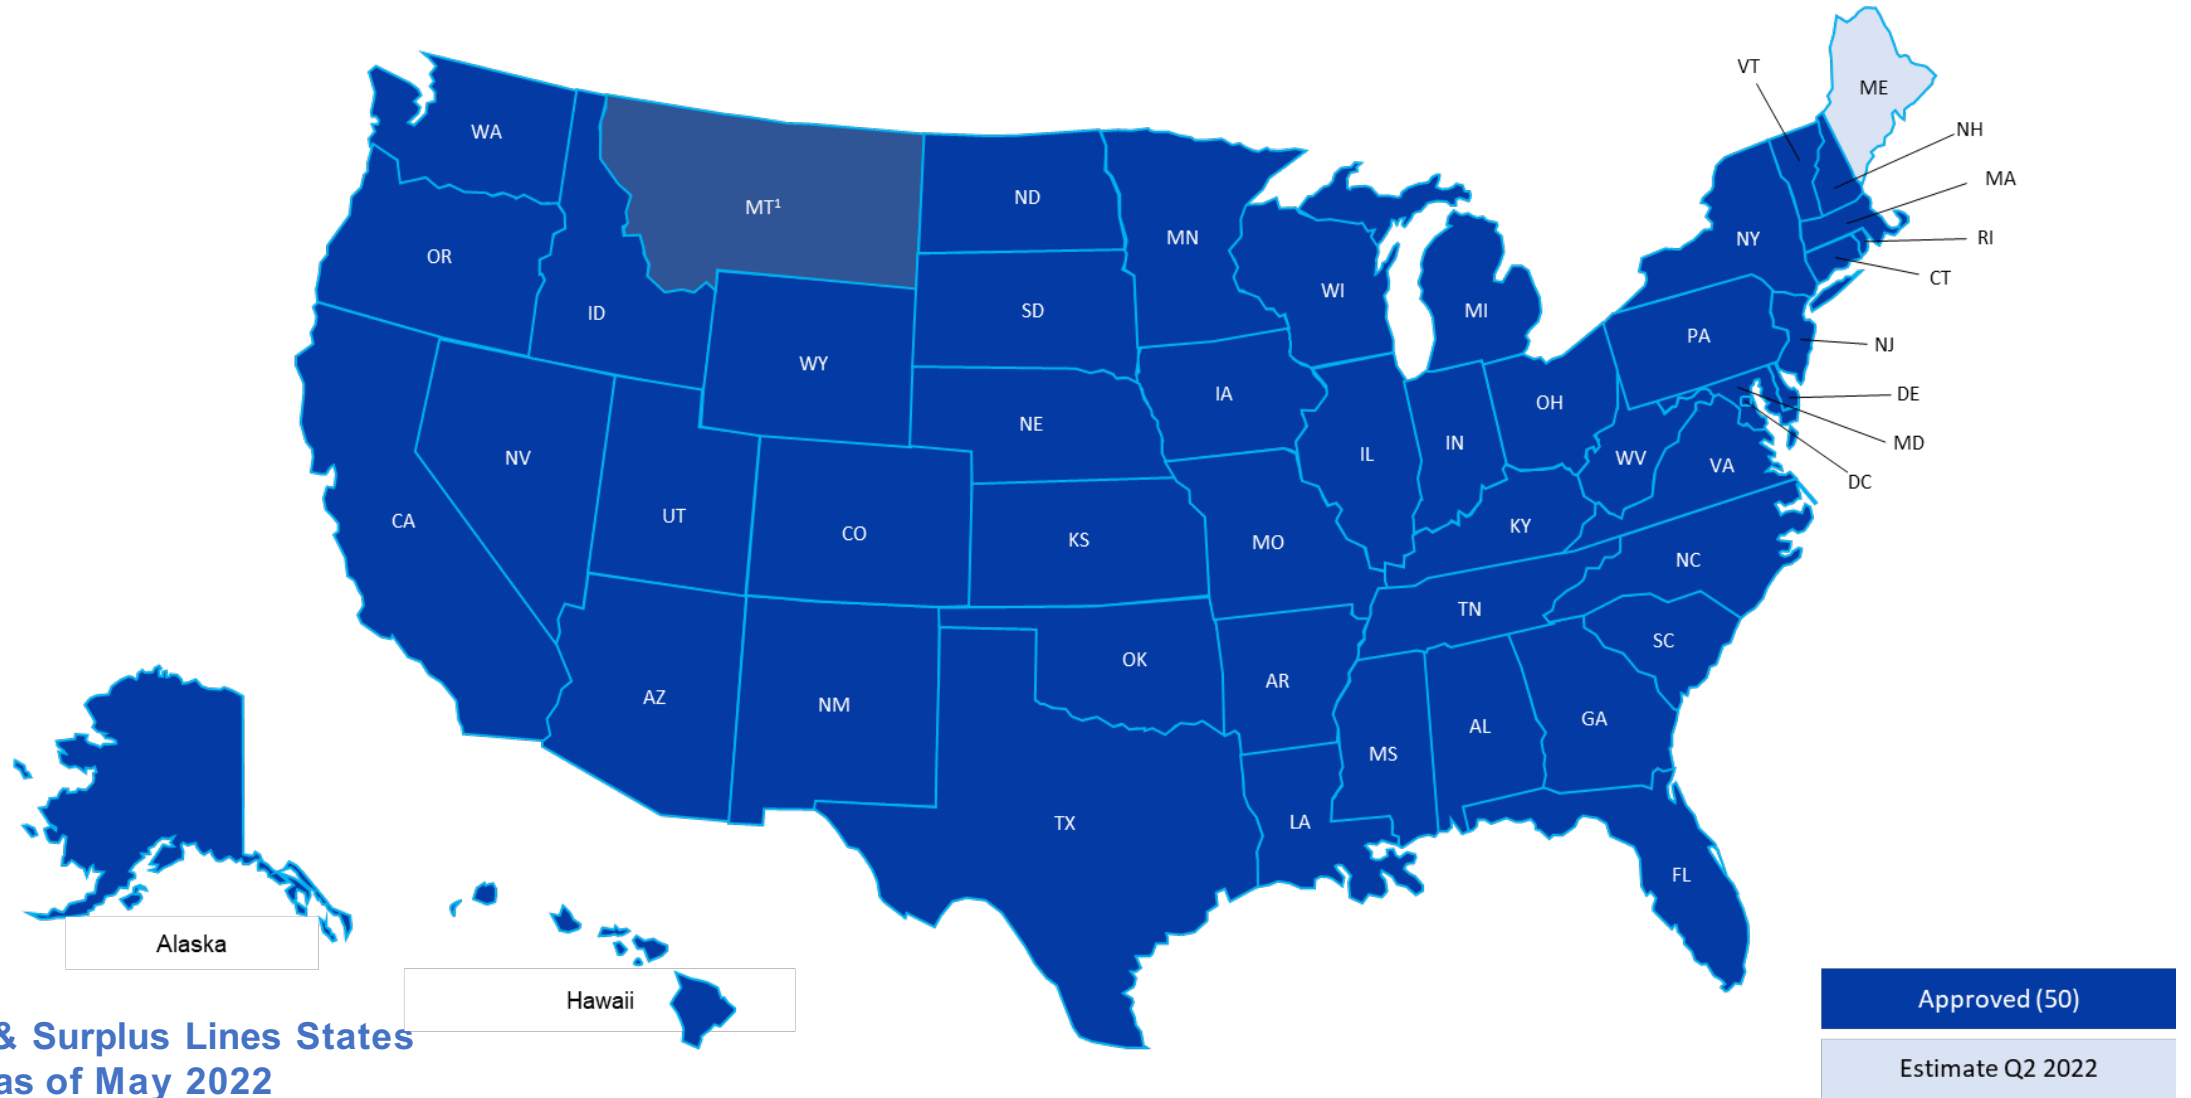 VT
ME
WA
NH
MA
MT¹
ND
OR
MN
NY
RI
CT
WI
ID
SD
MI
PA
NJ
WY
IA
DE
OH
NE
MD
IN
IL
NV
WV
VA
DC
UT
CA
KY
CO
KS
MO
NC
TN
SC
OK
AR
AZ
NM
GA
AL
MS
TX
LA
FL
Alaska
Hawaii
Approved (50)
& Surplus Lines States
Estimate Q2 2022
as of May 2022